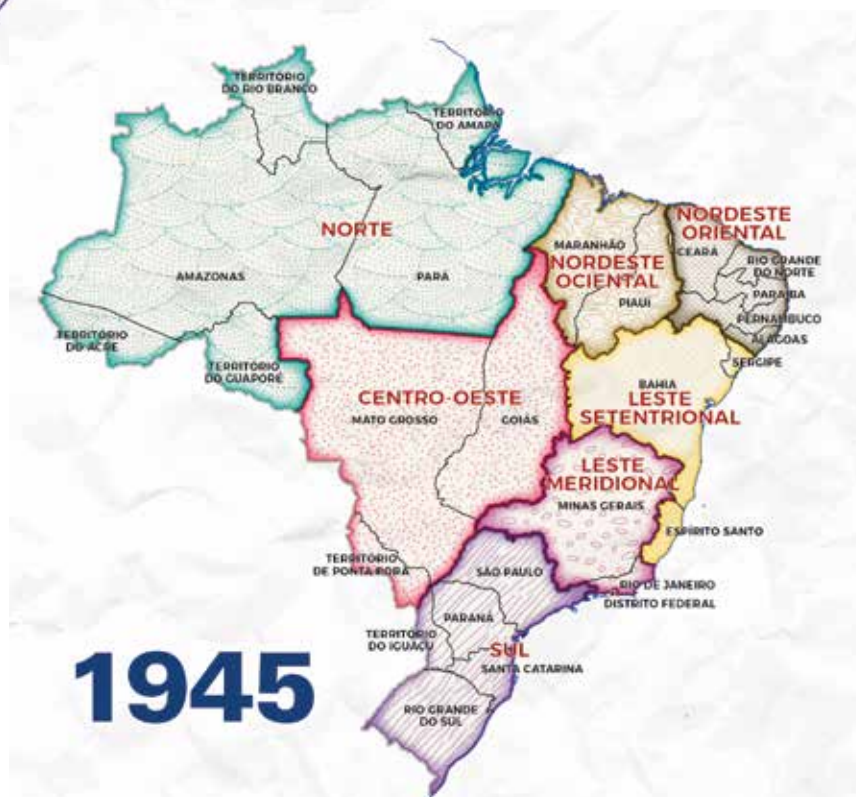 TERRITÓRIO
DO RIO BRANCO
TERRITÓRIO
DO AMAPÁ
NORTE
AMAZONAS
PARÁ
TERRITÓRIO
DO ACRE
TERRITÓRIO
DO GUAPORÉ
MARANHÃO
NORDESTE
OCIENTAL
PIAUÍ
NORDESTE
ORIENTAL
CEARÁ
RIO GRANDE
DO NORTE
PARAÍBA
PERNAMBUCO
ALAGOAS
SERGIPE
BAHIA
LESTE
SETENTRIONAL
CENTRO-OESTE
MATO GROSSO
GOIÁS
LESTE
MERIDIONAL
MINAS GERAIS
ESPÍRITO SANTO
TERRITÓRIO
DE PONTA PORÃ
SÃO PAULO
RIO DE JANEIRO
DISTRITO FEDERAL
PARANÁ
TERRITÓRIO
DO IGUAÇU
SUL
SANTA CATARINA
RIO GRANDE
DO SUL
1945